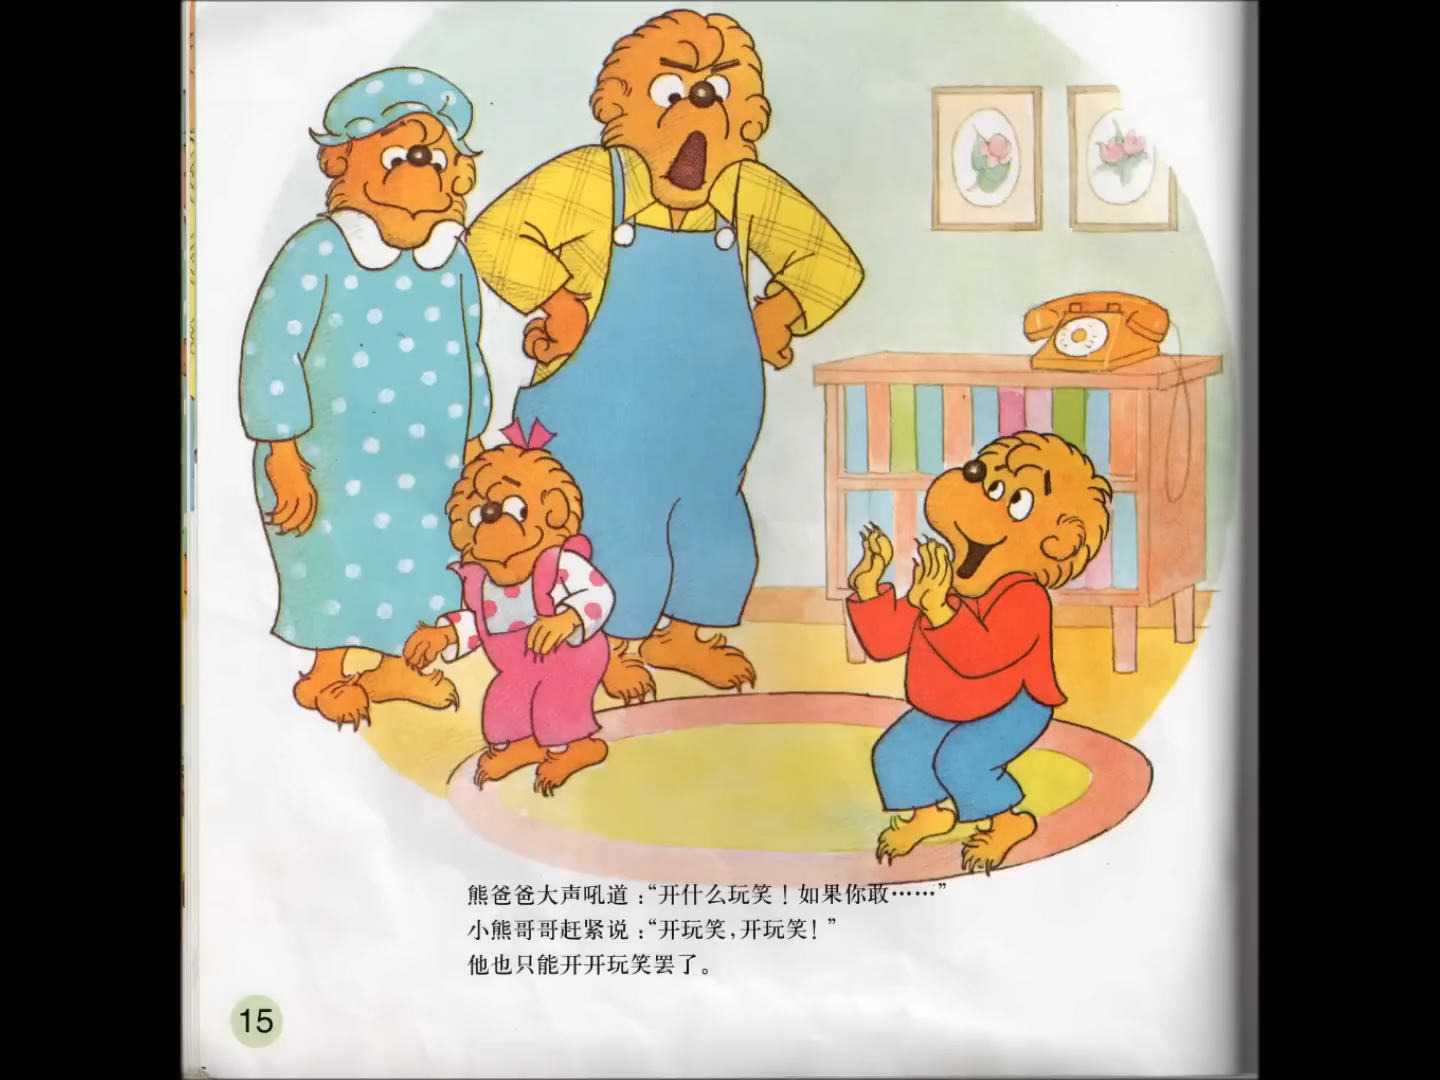 熊爸爸大声吼道：“开什么玩笑！如果你敢……”
小熊哥哥赶紧说：“开玩笑，开玩笑！”
他也只能开开玩笑罢了。
15